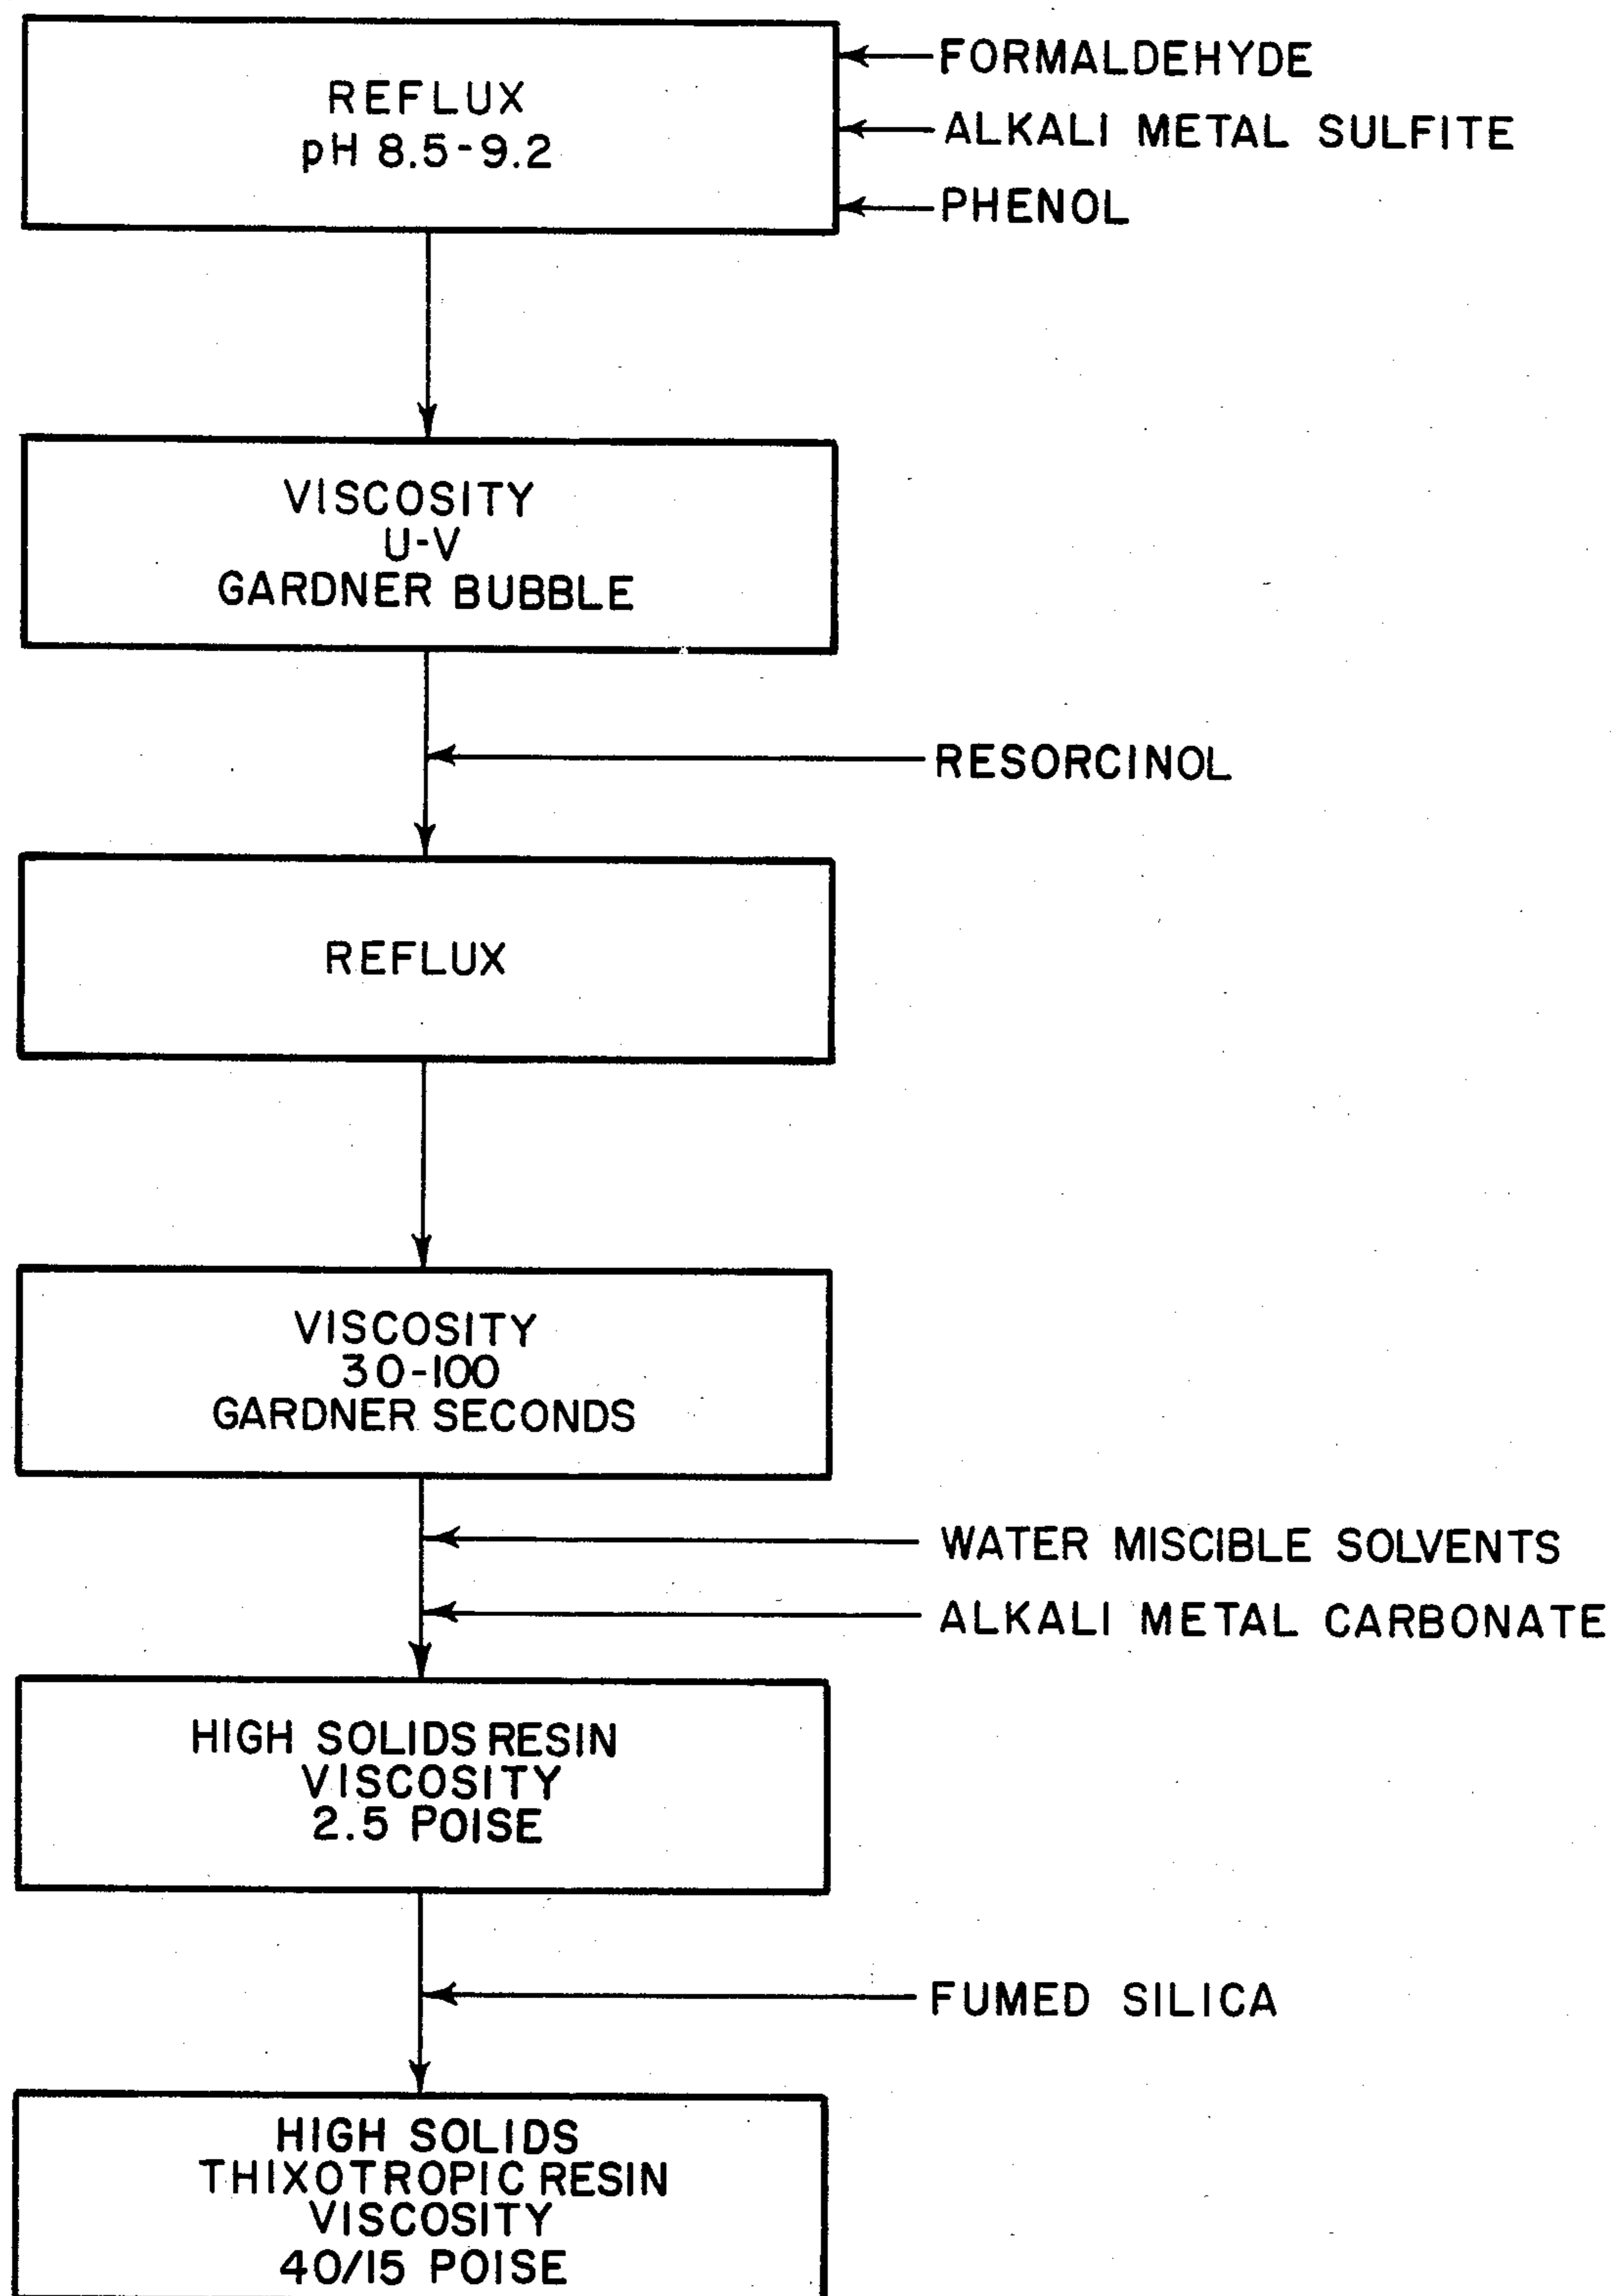 REFLUX
pH 8.5-9.2
FORMALDEHYDE
ALKALI METAL SULFITE
PHENOL
VISCOSITY
U-V
GARDNER BUBBLE
RESORCINOL
REFLUX
VISCOSITY
30-100
GARDNER SECONDS
WATER MISCIBLE SOLVENTS
ALKALI METAL CARBONATE
HIGH SOLIDS RESIN
VISCOSITY
2.5 POISE
FUMED SILICA
HIGH SOLIDS
THIXOTROPIC RESIN
VISCOSITY
40/15 POISE